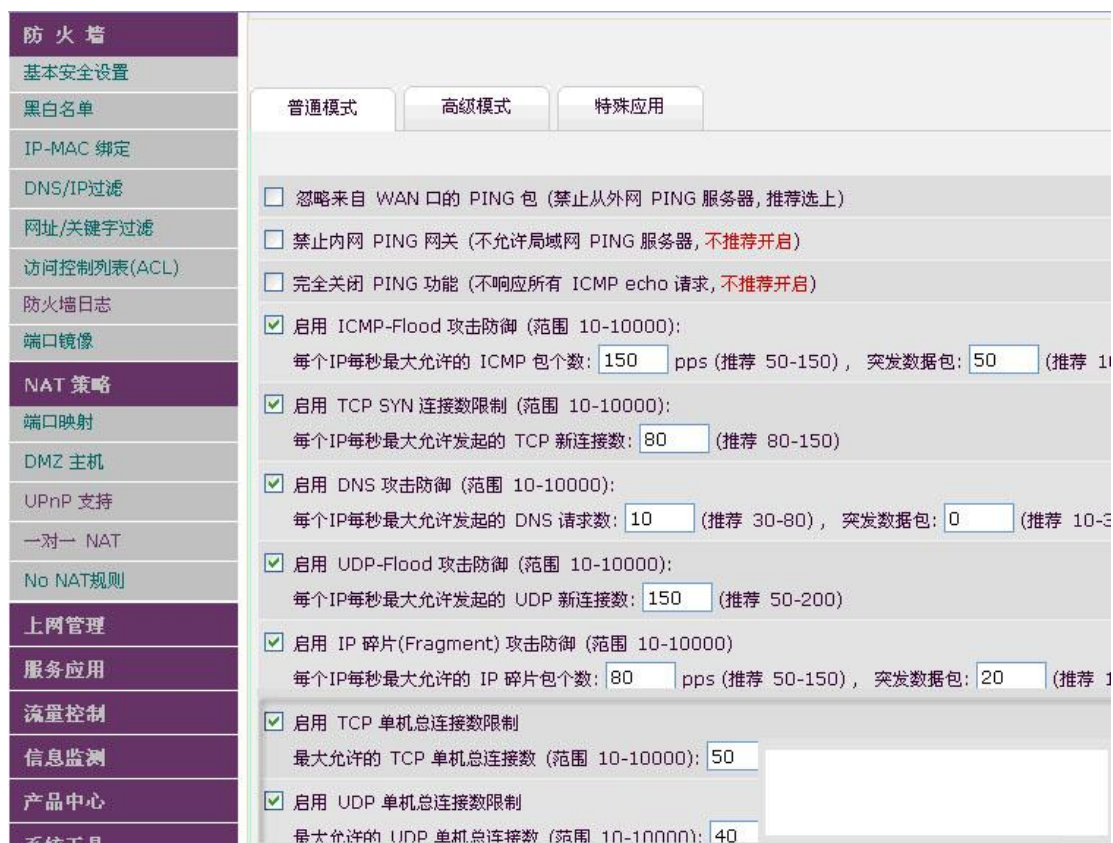 防 火 墙
基本安全设置
黑白名单
IP-MAC 绑定
DNS/IP过滤
网址/关键字过滤
访问控制列表(ACL)
防火墙日志
端口镜像
NAT 策略
端口映射
DMZ 主机
UPnP 支持
一对一 NAT
No NAT规则
上网管理
服务应用
流量控制
信息监测
产品中心
系统工具
普通模式
高级模式
特殊应用
忽略来自 WAN 口的 PING 包 (禁止从外网 PING 服务器, 推荐选上)
禁止内网 PING 网关 (不允许局域网 PING 服务器, 不推荐开启)
完全关闭 PING 功能 (不响应所有 ICMP echo 请求, 不推荐开启)
启用 ICMP-Flood 攻击防御 (范围 10-10000):
每个IP每秒最大允许的 ICMP 包个数: 150 pps (推荐 50-150) , 突发数据包: 50 (推荐 10
启用 TCP SYN 连接数限制 (范围 10-10000):
每个IP每秒最大允许发起的 TCP 新连接数: 80 (推荐 80-150)
启用 DNS 攻击防御 (范围 10-10000):
每个IP每秒最大允许发起的 DNS 请求数: 10 (推荐 30-80) , 突发数据包: 0 (推荐 10-3
启用 UDP-Flood 攻击防御 (范围 10-10000):
每个IP每秒最大允许发起的 UDP 新连接数: 150 (推荐 50-200)
启用 IP 碎片(Fragment) 攻击防御 (范围 10-10000)
每个IP每秒最大允许的 IP 碎片包个数: 80 pps (推荐 50-150) , 突发数据包: 20 (推荐 1
启用 TCP 单机总连接数限制
最大允许的 TCP 单机总连接数 (范围 10-10000): 50
启用 UDP 单机总连接数限制
最大允许的 UDP 单机总连接数 (范围 10-10000): 40